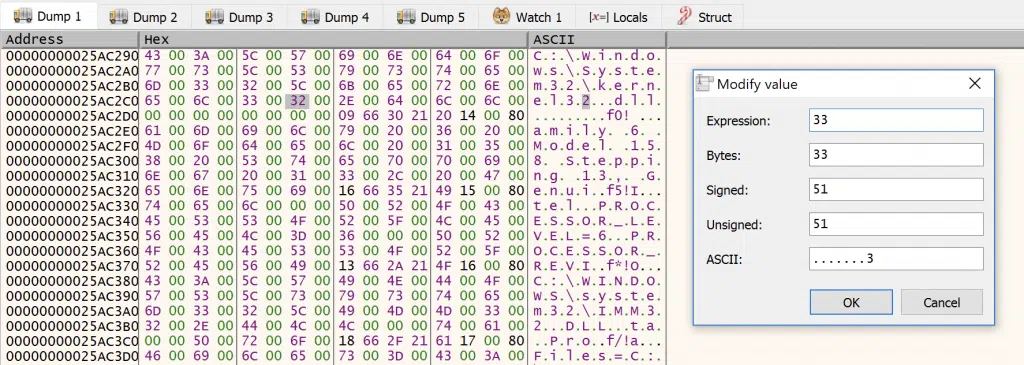 Dump 1 Dump 2 Dump 3 Dump 4 Dump 5 Watch 1 [x=] Locals Struct
Address Hex ASCII
00000000025AC290 43 00 3A 00 5C 00 57 00 69 00 6E 00 64 00 6F 00 C.:.\.W.i.n.d.o.
00000000025AC2A0 77 00 73 00 5C 00 53 00 79 00 73 00 74 00 65 00 w.s.\.S.y.s.t.e.
00000000025AC2B0 6D 00 33 00 32 00 5C 00 6B 00 65 00 72 00 6E 00 m.3.2.\.k.e.r.n.
00000000025AC2C0 65 00 6C 00 33 00 32 00 2E 00 64 00 6C 00 6C 00 e.l.3.2...d.l.l.
00000000025AC2D0 00 00 00 00 00 00 00 00 09 66 30 21 20 14 00 80 .........f0! ...
00000000025AC2E0 61 00 6D 00 69 00 6C 00 79 00 20 00 36 00 20 00 a.m.i.l.y. .6. .
00000000025AC2F0 4D 00 6F 00 64 00 65 00 6C 00 20 00 31 00 35 00 M.o.d.e.l. .1.5.
00000000025AC300 38 00 20 00 53 00 74 00 65 00 70 00 70 00 69 00 8. .S.t.e.p.p.i.
00000000025AC310 6E 00 67 00 20 00 31 00 33 00 2C 00 20 00 47 00 n.g. .1.3.,. .G.
00000000025AC320 65 00 6E 00 75 00 69 00 16 66 35 21 49 15 00 80 e.n.u.i..f5!I...
00000000025AC330 74 00 65 00 6C 00 00 00 50 00 52 00 4F 00 43 00 t.e.l...P.R.O.C.
00000000025AC340 45 00 53 00 53 00 4F 00 52 00 5F 00 4C 00 45 00 E.S.S.O.R._.L.E.
00000000025AC350 56 00 45 00 4C 00 3D 00 36 00 00 00 50 00 52 00 V.E.L.=.6...P.R.
00000000025AC360 4F 00 43 00 45 00 53 00 53 00 4F 00 52 00 5F 00 O.C.E.S.S.O.R._.
00000000025AC370 52 00 45 00 56 00 49 00 13 66 2A 21 4F 16 00 80 R.E.V.I..f*!O...
00000000025AC380 43 00 3A 00 5C 00 57 00 49 00 4E 00 44 00 4F 00 C.:.\.W.I.N.D.O.
00000000025AC390 57 00 53 00 5C 00 73 00 79 00 73 00 74 00 65 00 W.S.\.s.y.s.t.e.
00000000025AC3A0 6D 00 33 00 32 00 5C 00 49 00 4D 00 4D 00 33 00 m.3.2.\.I.M.M.3.
00000000025AC3B0 32 00 2E 00 44 00 4C 00 4C 00 00 00 74 00 61 00 2...D.L.L...t.a.
00000000025AC3C0 00 00 50 00 72 00 6F 00 18 66 2F 21 61 17 00 80 ..P.r.o..f/!a...
00000000025AC3D0 46 00 69 00 6C 00 65 00 73 00 3D 00 43 00 3A 00 F.i.l.e.s.=.C.:.
Modify value
Expression: 33
Bytes: 33
Signed: 51
Unsigned: 51
ASCII: .......3
OK Cancel